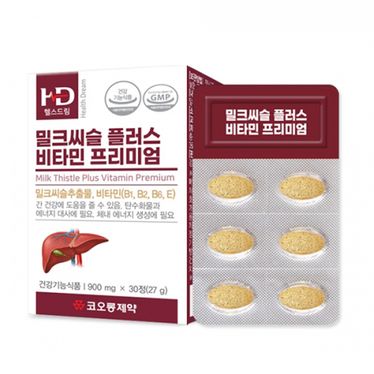 HD
헬스드림
Health Dream
건강
기능식품
GMP
밀크씨슬 플러스
비타민 프리미엄
Milk Thistle Plus Vitamin Premium
밀크씨슬추출물, 비타민(B1, B2, B6, E)
간 건강에 도움을 줄 수 있음, 탄수화물과
에너지 대사에 필요, 체내 에너지 생성에 필요
건강기능식품 | 900 mg × 30정(27 g)
코오롱제약
밀크씨슬 플러스
비타민 프리미엄